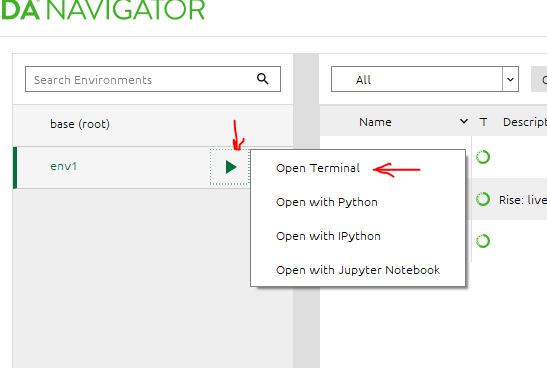 DA NAVIGATOR
Search Environments
All
base (root)
Name T Descript
env1
Open Terminal
Open with Python
Rise: live
Open with IPython
Open with Jupyter Notebook